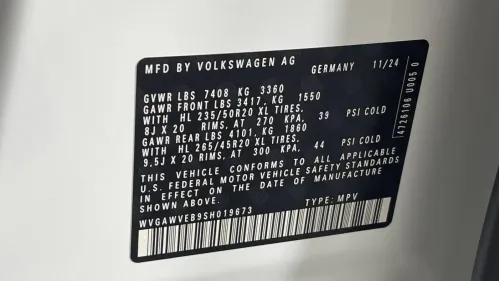 MFD BY VOLKSWAGEN AG GERMANY 11/24
GVWR LBS 7408 KG 3360
GAWR FRONT LBS 3417, KG 1550
WITH HL 235/50R20 XL TIRES.
8J X 20 RIMS, AT 270 KPA, 39 PSI COLD
GAWR REAR LBS 4101, KG 1860
WITH HL 265/45R20 XL TIRES.
9.5J X 20 RIMS, AT 300 KPA, 44 PSI COLD
THIS VEHICLE CONFORMS TO ALL APPLICABLE
U.S. FEDERAL MOTOR VEHICLE SAFETY STANDARDS
IN EFFECT ON THE DATE OF MANUFACTURE
SHOWN ABOVE.
WVGAWVEB9SH019673 TYPE: MPV
4726106 U005 0